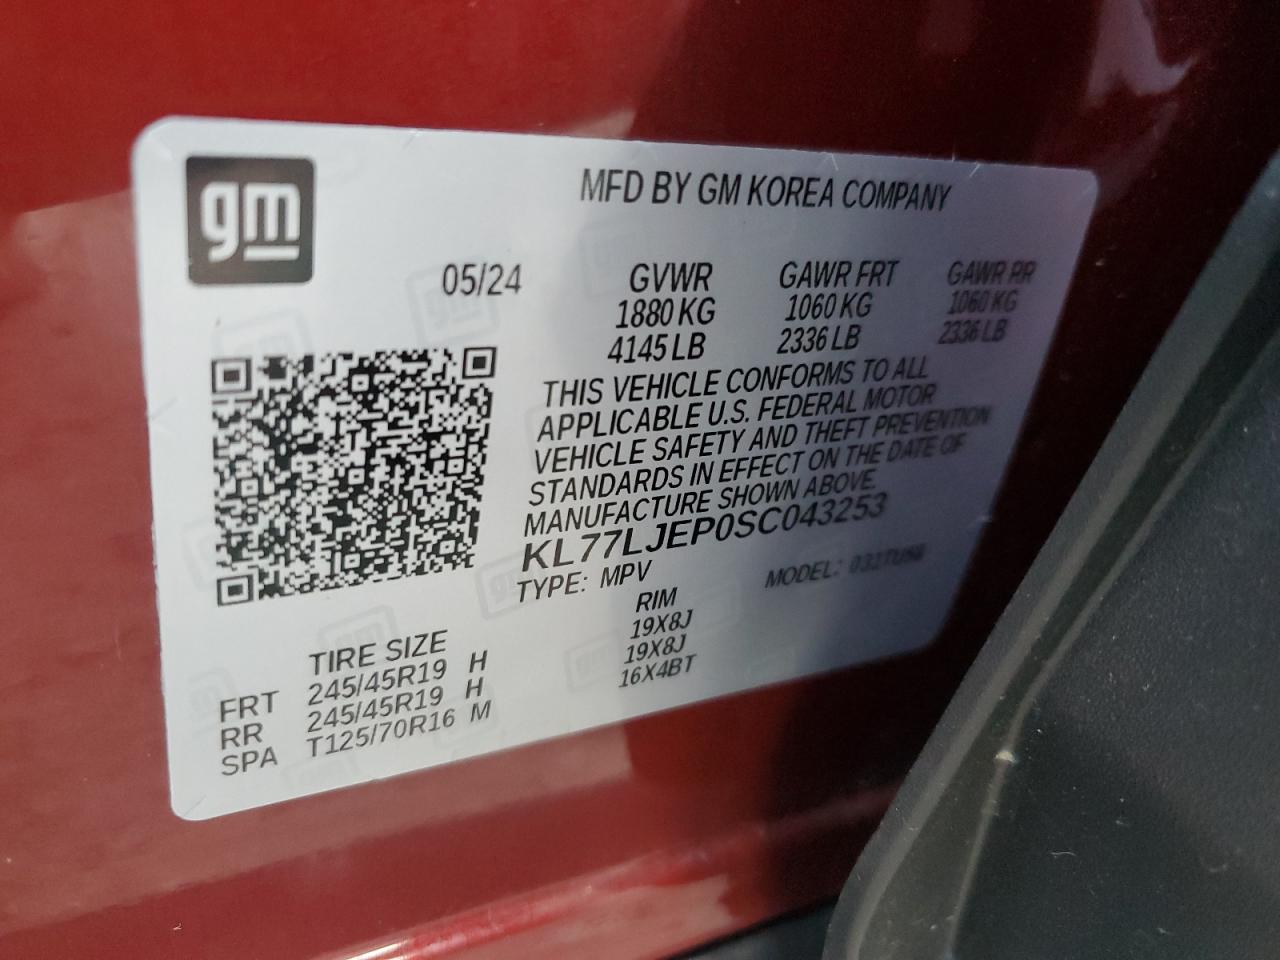 gm
MFD BY GM KOREA COMPANY
05/24 GVWR GAWR FRT GAWR RR
1880 KG 1060 KG 1060 KG
4145 LB 2336 LB 2336 LB
THIS VEHICLE CONFORMS TO ALL
APPLICABLE U.S. FEDERAL MOTOR
VEHICLE SAFETY AND THEFT PREVENTION
STANDARDS IN EFFECT ON THE DATE OF
MANUFACTURE SHOWN ABOVE.
KL77LJEP0SC043253
TYPE: MPV MODEL:
TIRE SIZE RIM
FRT 245/45R19 H 19X8J
RR 245/45R19 H 19X8J
SPA T125/70R16 M 16X4BT